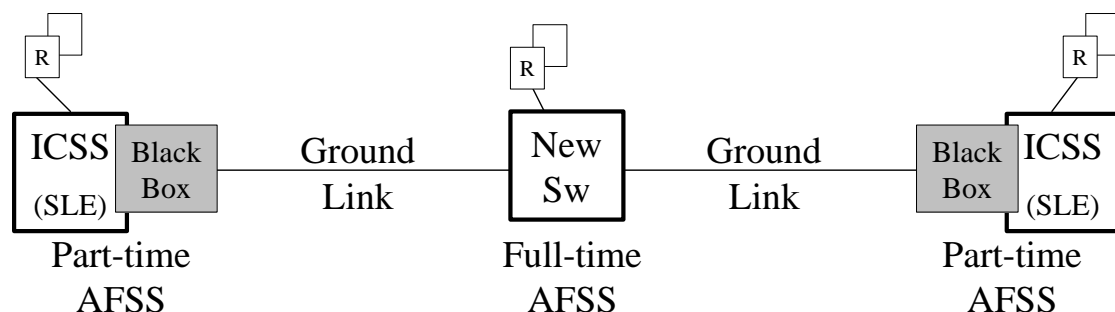 R
R
R
ICSS
(SLE)
Black
Box
Ground
Link
New
Sw
Ground
Link
Black
Box
ICSS
(SLE)
Part-time
AFSS
Full-time
AFSS
Part-time
AFSS